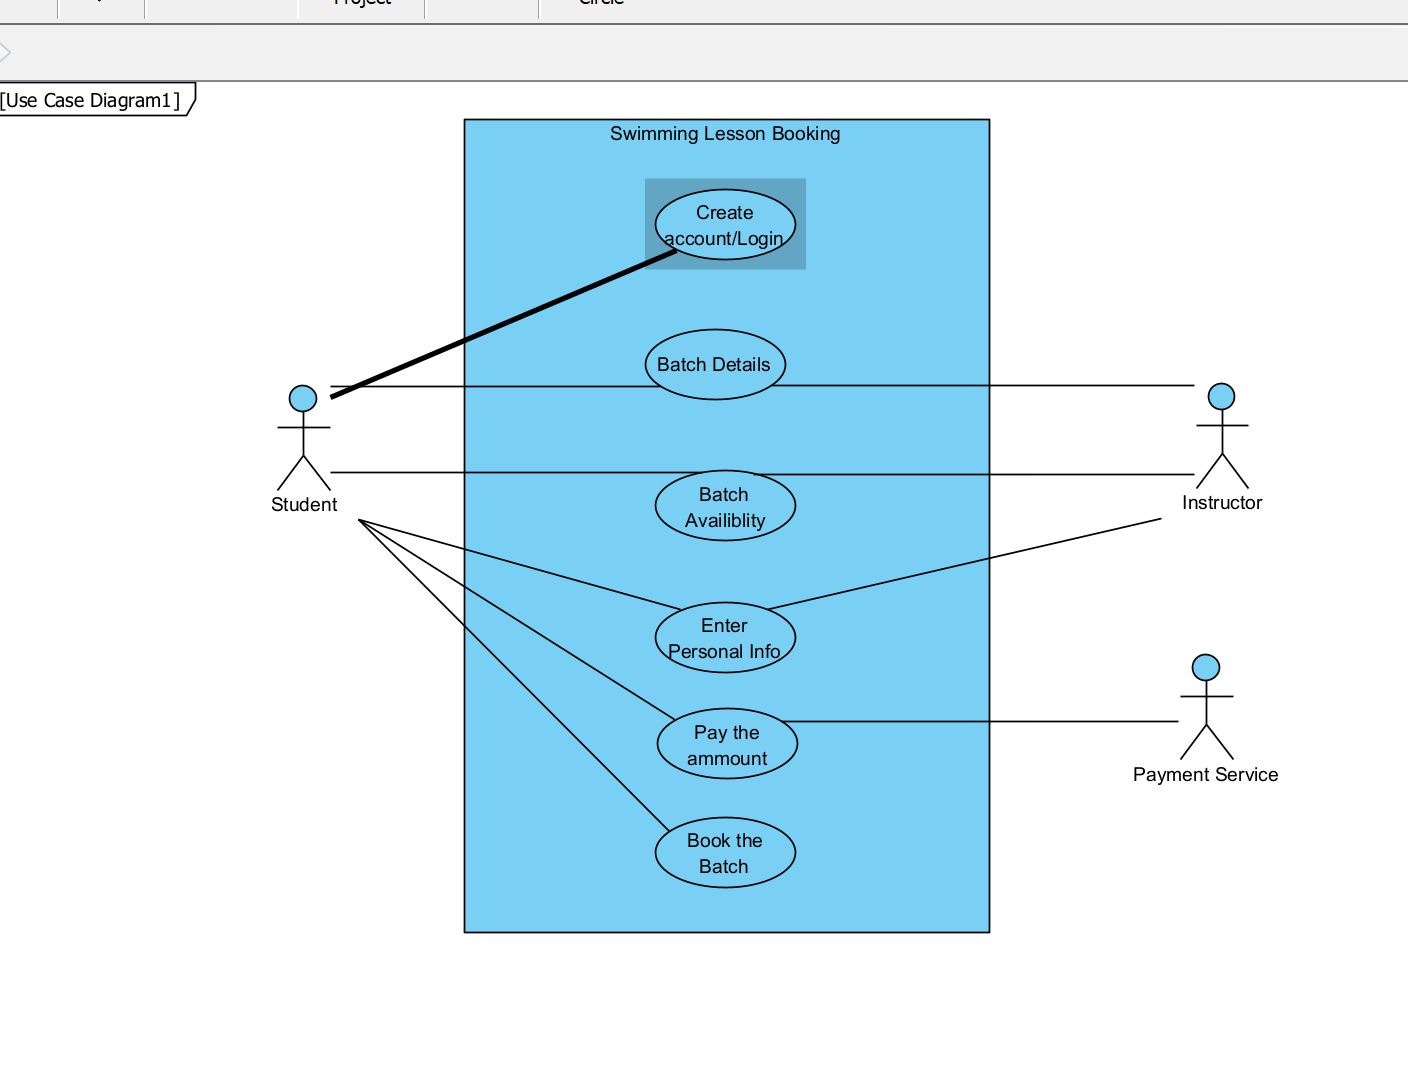 Project
Circle
[Use Case Diagram1]
Swimming Lesson Booking
Create
account/Login
Batch Details
Student
Batch
Availiblity
Instructor
Enter
Personal Info
Pay the
ammount
Payment Service
Book the
Batch